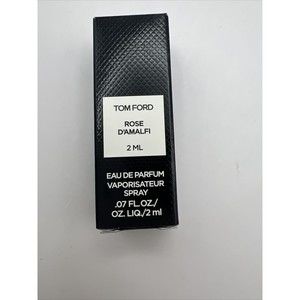 TOM FORD
ROSE
D'AMALFI
2 ML
EAU DE PARFUM
VAPORISATEUR
SPRAY
.07 FL. OZ./
OZ. LIQ./2 ml